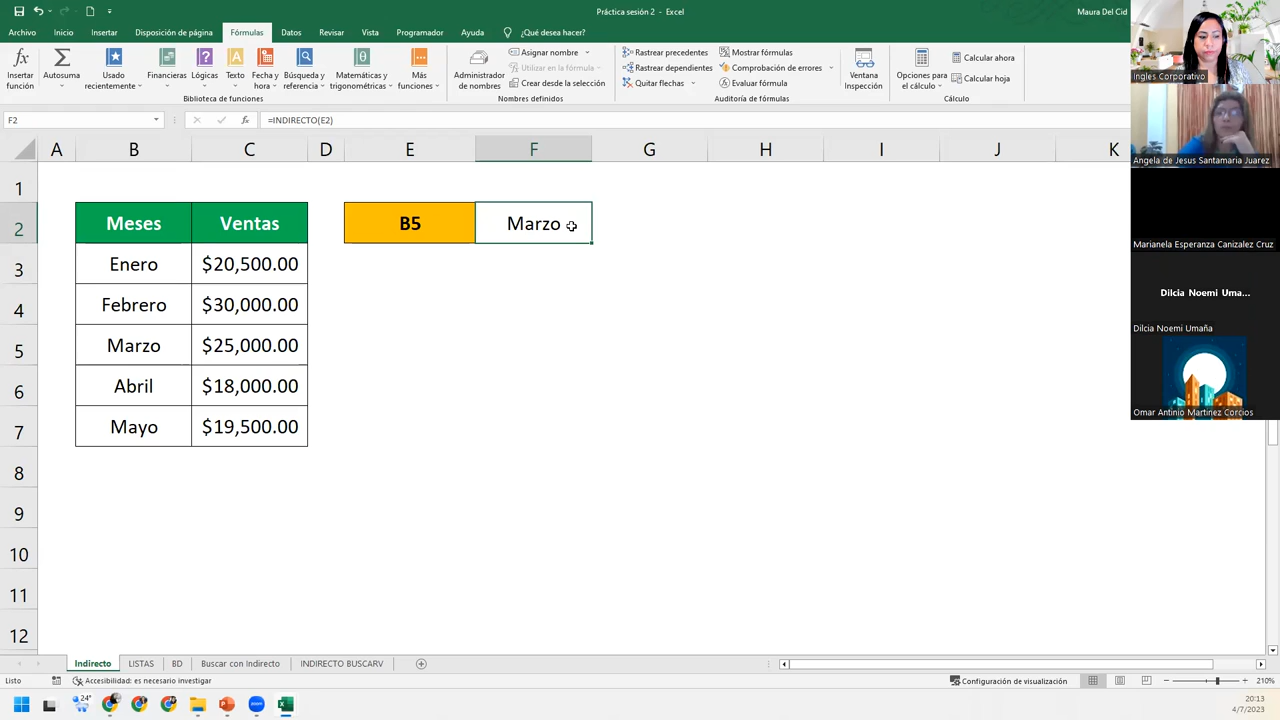 Práctica sesión 2 - Excel
Maura Del Cid
Archivo Inicio Insertar Disposición de página Fórmulas Datos Revisar Vista Programador Ayuda ¿Qué desea hacer?
Insertar función
Autosuma
Usado recientemente
Financieras
Lógicas
Texto
Fecha y hora
Búsqueda y referencia
Matemáticas y trigonométricas
Más funciones
Biblioteca de funciones
Administrador de nombres
Asignar nombre
Utilizar en la fórmula
Crear desde la selección
Nombres definidos
Rastrear precedentes
Rastrear dependientes
Quitar flechas
Mostrar fórmulas
Comprobación de errores
Evaluar fórmula
Auditoría de fórmulas
Ventana Inspección
Opciones para el cálculo
Calcular ahora
Calcular hoja
Cálculo
F2 fx =INDIRECTO(E2)
A B C D E F G H I J K
1
2 Meses Ventas B5 Marzo
3 Enero $20,500.00
4 Febrero $30,000.00
5 Marzo $25,000.00
6 Abril $18,000.00
7 Mayo $19,500.00
8
9
10
11
12
Indirecto LISTAS BD Buscar con Indirecto INDIRECTO BUSCARV
Listo Accesibilidad: es necesario investigar Configuración de visualización 210%
24°
20:13
4/7/2023
Ingles Corporativo
Angela de Jesus Santamaria Juarez
Marianela Esperanza Canizalez Cruz
Dilcia Noemi Uma...
Dilcia Noemi Umaña
Omar Antinio Martinez Corcios